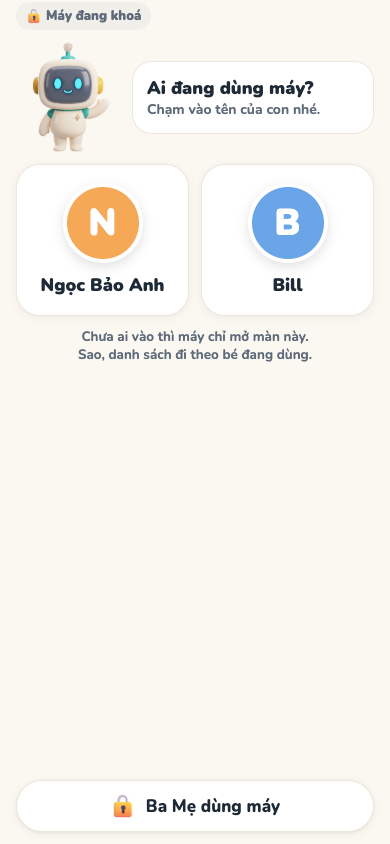 Máy đang khoá
Ai đang dùng máy?
Chạm vào tên của con nhé.
N
Ngọc Bảo Anh
B
Bill
Chưa ai vào thì máy chỉ mở màn này.
Sao, danh sách đi theo bé đang dùng.
Ba Mẹ dùng máy